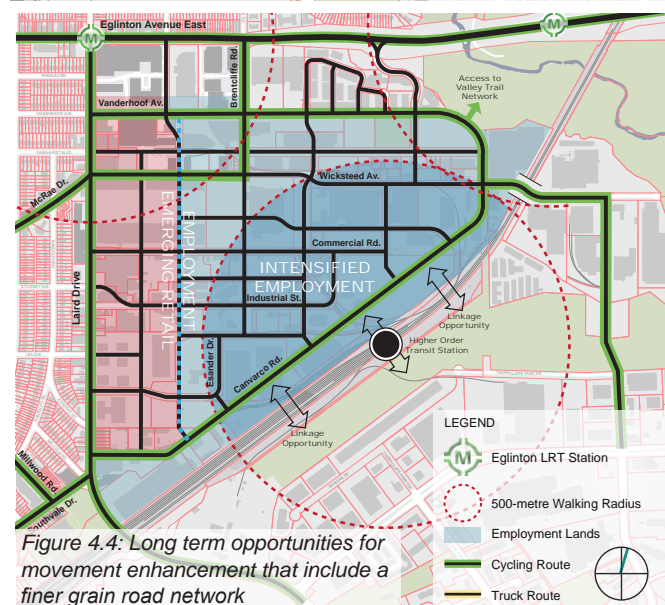 M
Eglinton Avenue East
M
Brentcliffe Rd.
Access to
Valley Trail
Network
Vanderhoof Av.
McRae Dr.
Wicksteed Av.
EMERGING RETAIL
EMPLOYMENT
Commercial Rd.
INTENSIFIED
EMPLOYMENT
Laird Drive
Industrial St.
Linkage
Opportunity
Higher Order
Transit Station
Esander Dr.
Canvarco Rd.
Linkage
Opportunity
Millwood Rd
Southvale Dr.
LEGEND
M
Eglinton LRT Station
500-metre Walking Radius
Employment Lands
Cycling Route
Truck Route
Figure 4.4: Long term opportunities for
movement enhancement that include a
finer grain road network